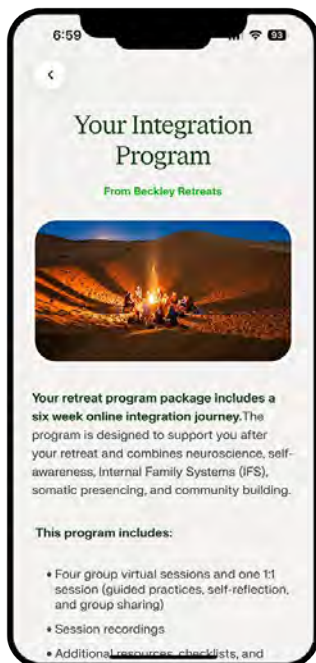 6:59
93
Your Integration
Program
From Beckley Retreats
Your retreat program package includes a
six week online integration journey.The
program is designed to support you after
your retreat and combines neuroscience, self-
awareness, Internal Family Systems (IFS),
somatic presencing, and community building.
This program includes:
• Four group virtual sessions and one 1:1
session (guided practices, self-reflection,
and group sharing)
• Session recordings
• Additional resources, checklists, and